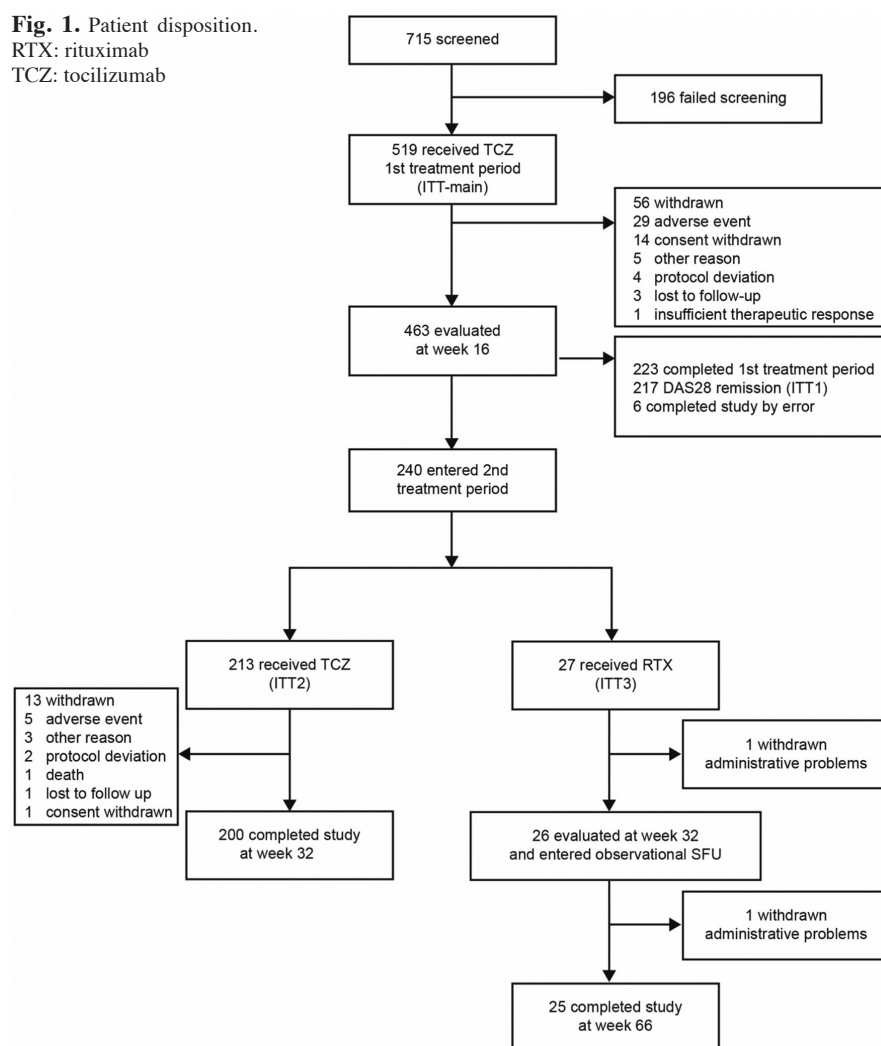 Fig. 1. Patient disposition.
RTX: rituximab
TCZ: tocilizumab
715 screened
196 failed screening
519 received TCZ
1st treatment period
(ITT-main)
56 withdrawn
29 adverse event
14 consent withdrawn
5 other reason
4 protocol deviation
3 lost to follow-up
1 insufficient therapeutic response
463 evaluated
at week 16
223 completed 1st treatment period
217 DAS28 remission (ITT1)
6 completed study by error
240 entered 2nd
treatment period
213 received TCZ
(ITT2)
27 received RTX
(ITT3)
13 withdrawn
5 adverse event
3 other reason
2 protocol deviation
1 death
1 lost to follow up
1 consent withdrawn
1 withdrawn
administrative problems
200 completed study
at week 32
26 evaluated at week 32
and entered observational SFU
1 withdrawn
administrative problems
25 completed study
at week 66